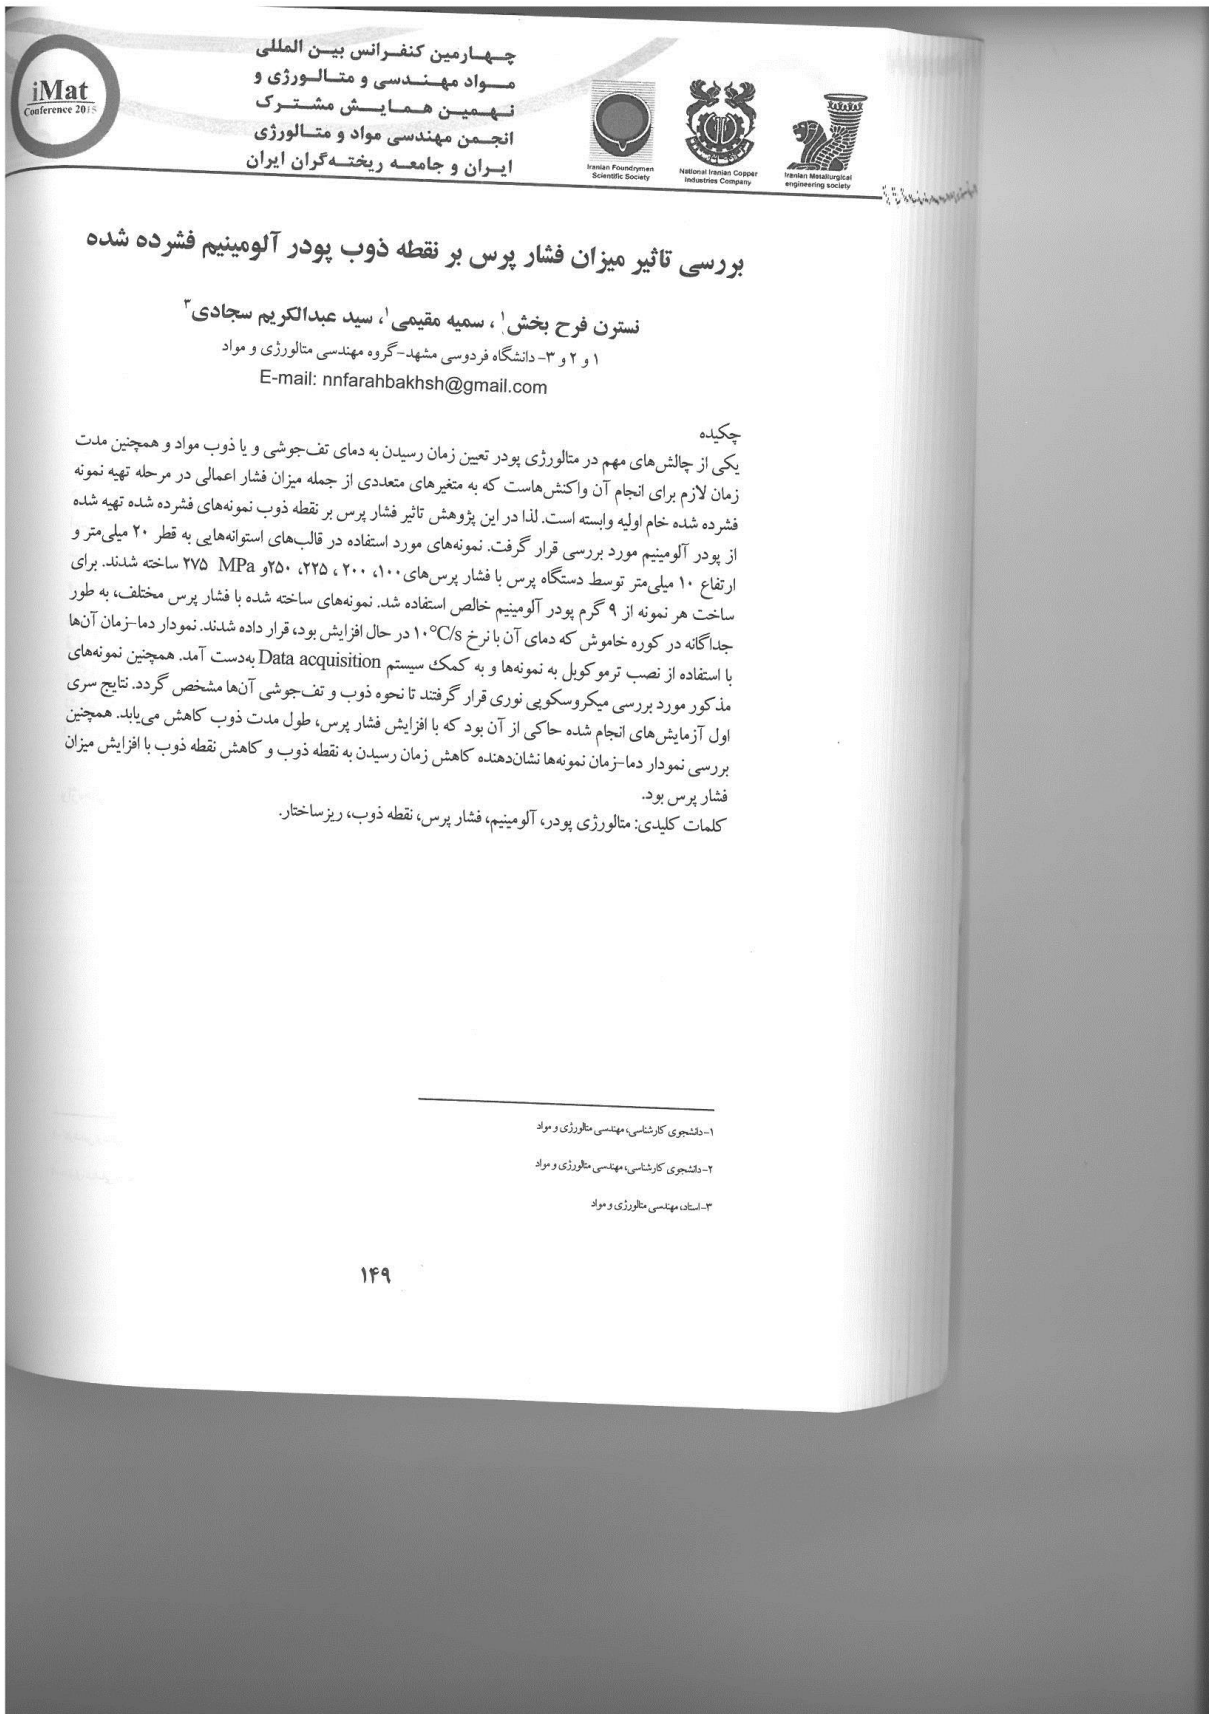 چهارمین کنفرانس بین المللی
مواد مهندسی و متالورژی و
نهمین همایش مشترک
انجمن مهندسی مواد و متالورژی
ایران و جامعه ریخته‌گران ایران
iMat
Conference 2015
Iranian Foundrymen
Scientific Society
National Iranian Copper
Industries Company
Iranian Metallurgical
engineering society
بررسی تاثیر میزان فشار پرس بر نقطه ذوب پودر آلومینیم فشرده شده
نسترن فرح بخش۱، سمیه مقیمی۱، سید عبدالکریم سجادی۳
۱ و ۲ و ۳- دانشگاه فردوسی مشهد-گروه مهندسی متالورژی و مواد
E-mail: nnfarahbakhsh@gmail.com
چکیده
یکی از چالش‌های مهم در متالورژی پودر تعیین زمان رسیدن به دمای تف‌جوشی و یا ذوب مواد و همچنین مدت
زمان لازم برای انجام آن واکنش‌هاست که به متغیرهای متعددی از جمله میزان فشار اعمالی در مرحله تهیه نمونه
فشرده شده خام اولیه وابسته است. لذا در این پژوهش تاثیر فشار پرس بر نقطه ذوب نمونه‌های فشرده شده تهیه شده
از پودر آلومینیم مورد بررسی قرار گرفت. نمونه‌های مورد استفاده در قالب‌های استوانه‌هایی به قطر ۲۰ میلی‌متر و
ارتفاع ۱۰ میلی‌متر توسط دستگاه پرس با فشار پرس‌های۱۰۰، ۲۰۰ ، ۲۲۵، ۲۵۰و ۲۷۵ MPa ساخته شدند. برای
ساخت هر نمونه از ۹ گرم پودر آلومینیم خالص استفاده شد. نمونه‌های ساخته شده با فشار پرس مختلف، به طور
جداگانه در کوره خاموش که دمای آن با نرخ ۱۰°C/s در حال افزایش بود، قرار داده شدند. نمودار دما-زمان آن‌ها
با استفاده از نصب ترموکوپل به نمونه‌ها و به کمک سیستم Data acquisition به‌دست آمد. همچنین نمونه‌های
مذکور مورد بررسی میکروسکوپی نوری قرار گرفتند تا نحوه ذوب و تف‌جوشی آن‌ها مشخص گردد. نتایج سری
اول آزمایش‌های انجام شده حاکی از آن بود که با افزایش فشار پرس، طول مدت ذوب کاهش می‌یابد. همچنین
بررسی نمودار دما-زمان نمونه‌ها نشان‌دهنده کاهش زمان رسیدن به نقطه ذوب و کاهش نقطه ذوب با افزایش میزان
فشار پرس بود.
کلمات کلیدی: متالورژی پودر، آلومینیم، فشار پرس، نقطه ذوب، ریزساختار.
۱-دانشجوی کارشناسی، مهندسی متالورژی و مواد
۲-دانشجوی کارشناسی، مهندسی متالورژی و مواد
۳-استاد، مهندسی متالورژی و مواد
۱۴۹